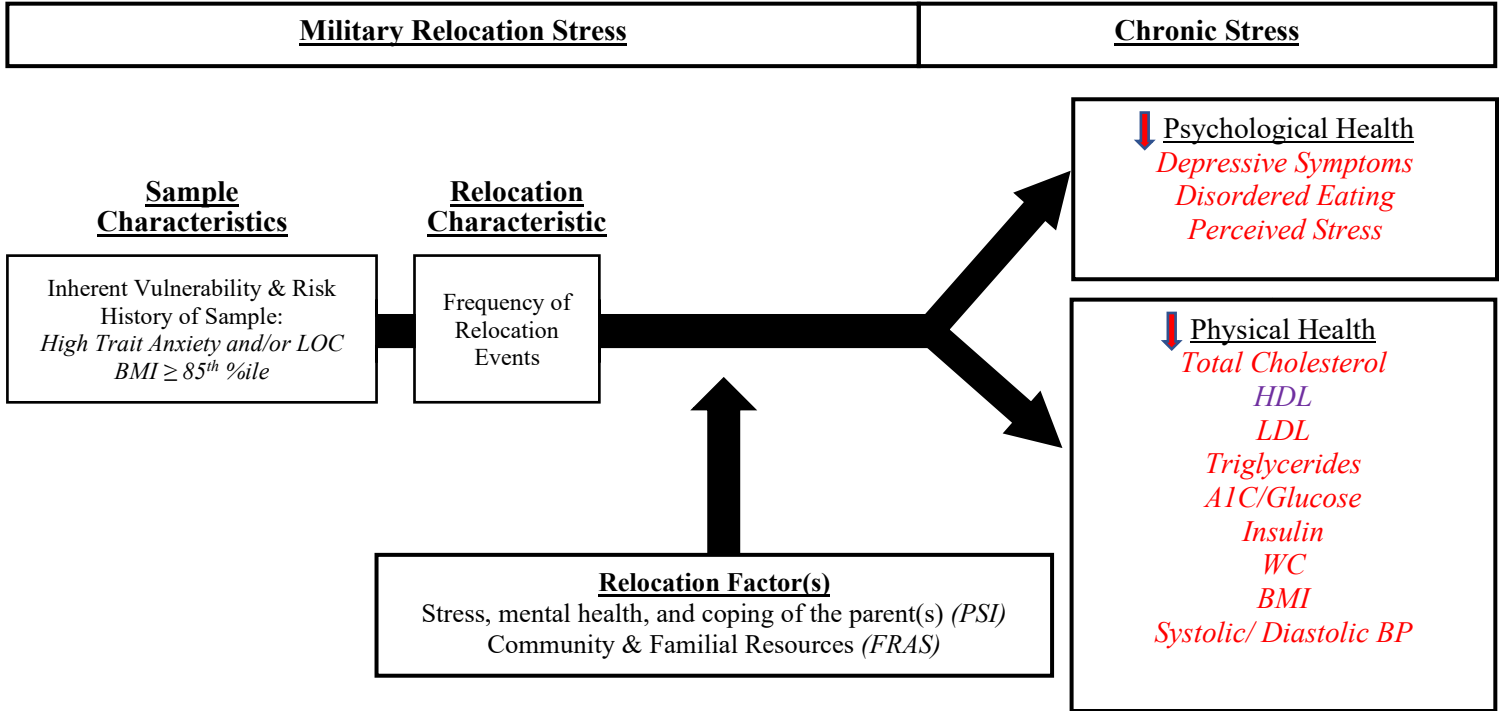 Military Relocation Stress
Chronic Stress
Sample
Characteristics
Inherent Vulnerability & Risk
History of Sample:
High Trait Anxiety and/or LOC
BMI ≥ 85th %ile
Relocation
Characteristic
Frequency of
Relocation
Events
Relocation Factor(s)
Stress, mental health, and coping of the parent(s) (PSI)
Community & Familial Resources (FRAS)
Psychological Health
Depressive Symptoms
Disordered Eating
Perceived Stress
Physical Health
Total Cholesterol
HDL
LDL
Triglycerides
A1C/Glucose
Insulin
WC
BMI
Systolic/ Diastolic BP